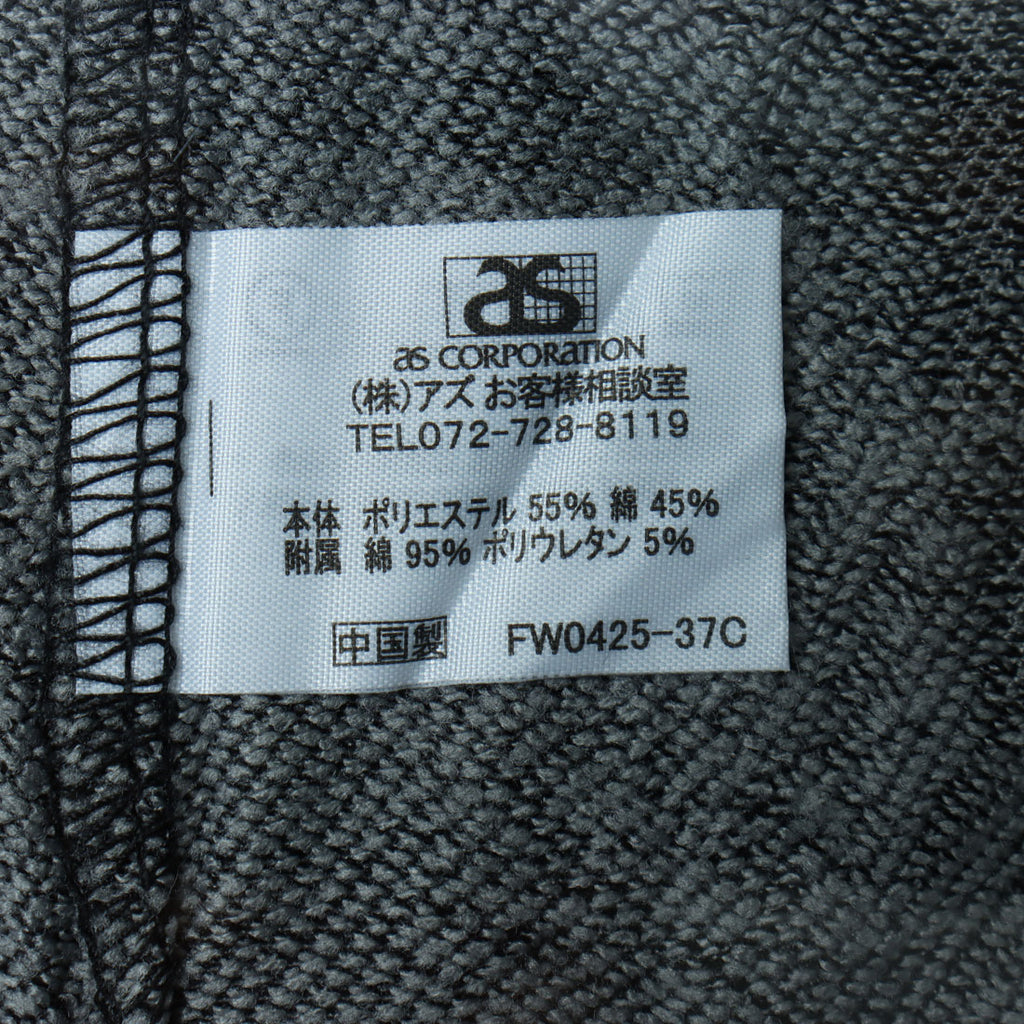 as
as CORPORATION
(株)アズ お客様相談室
TEL072-728-8119
本体 ポリエステル 55% 綿 45%
附属 綿 95% ポリウレタン 5%
中国製 FW0425-37C